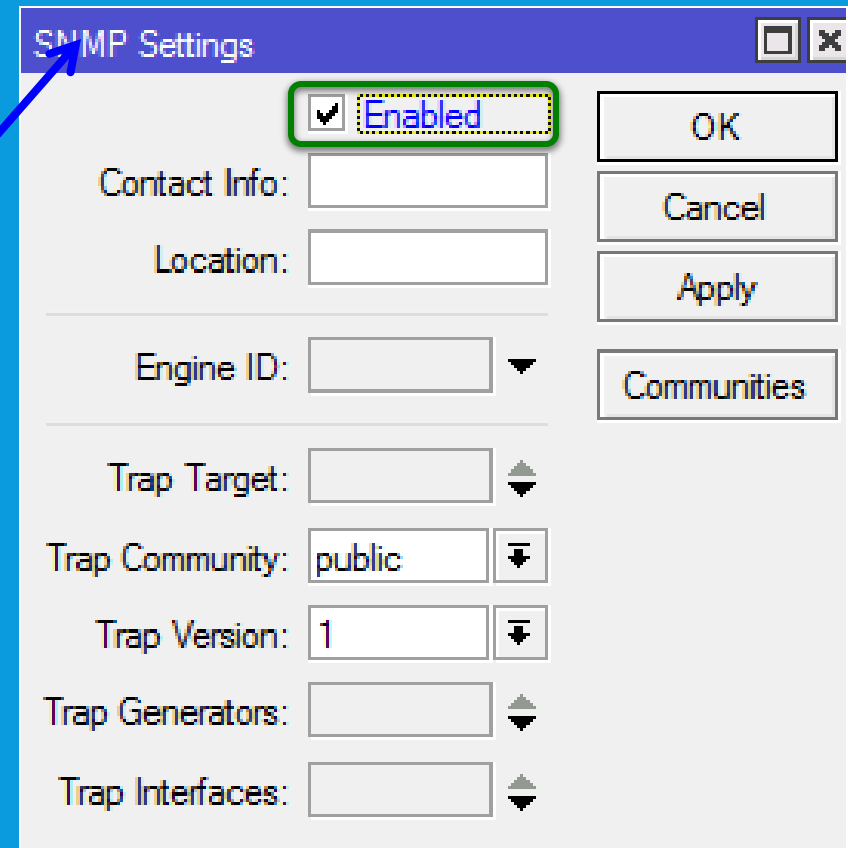 SNMP Settings
Enabled
OK
Contact Info:
Cancel
Location:
Apply
Engine ID:
Communities
Trap Target:
Trap Community: public
Trap Version: 1
Trap Generators:
Trap Interfaces: